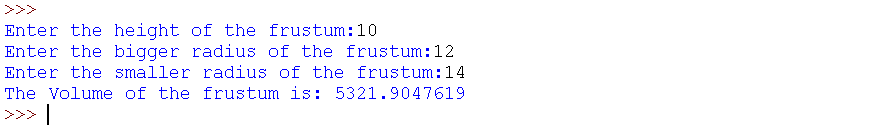 >>>
Enter the height of the frustum:10
Enter the bigger radius of the frustum:12
Enter the smaller radius of the frustum:14
The Volume of the frustum is: 5321.9047619
>>>